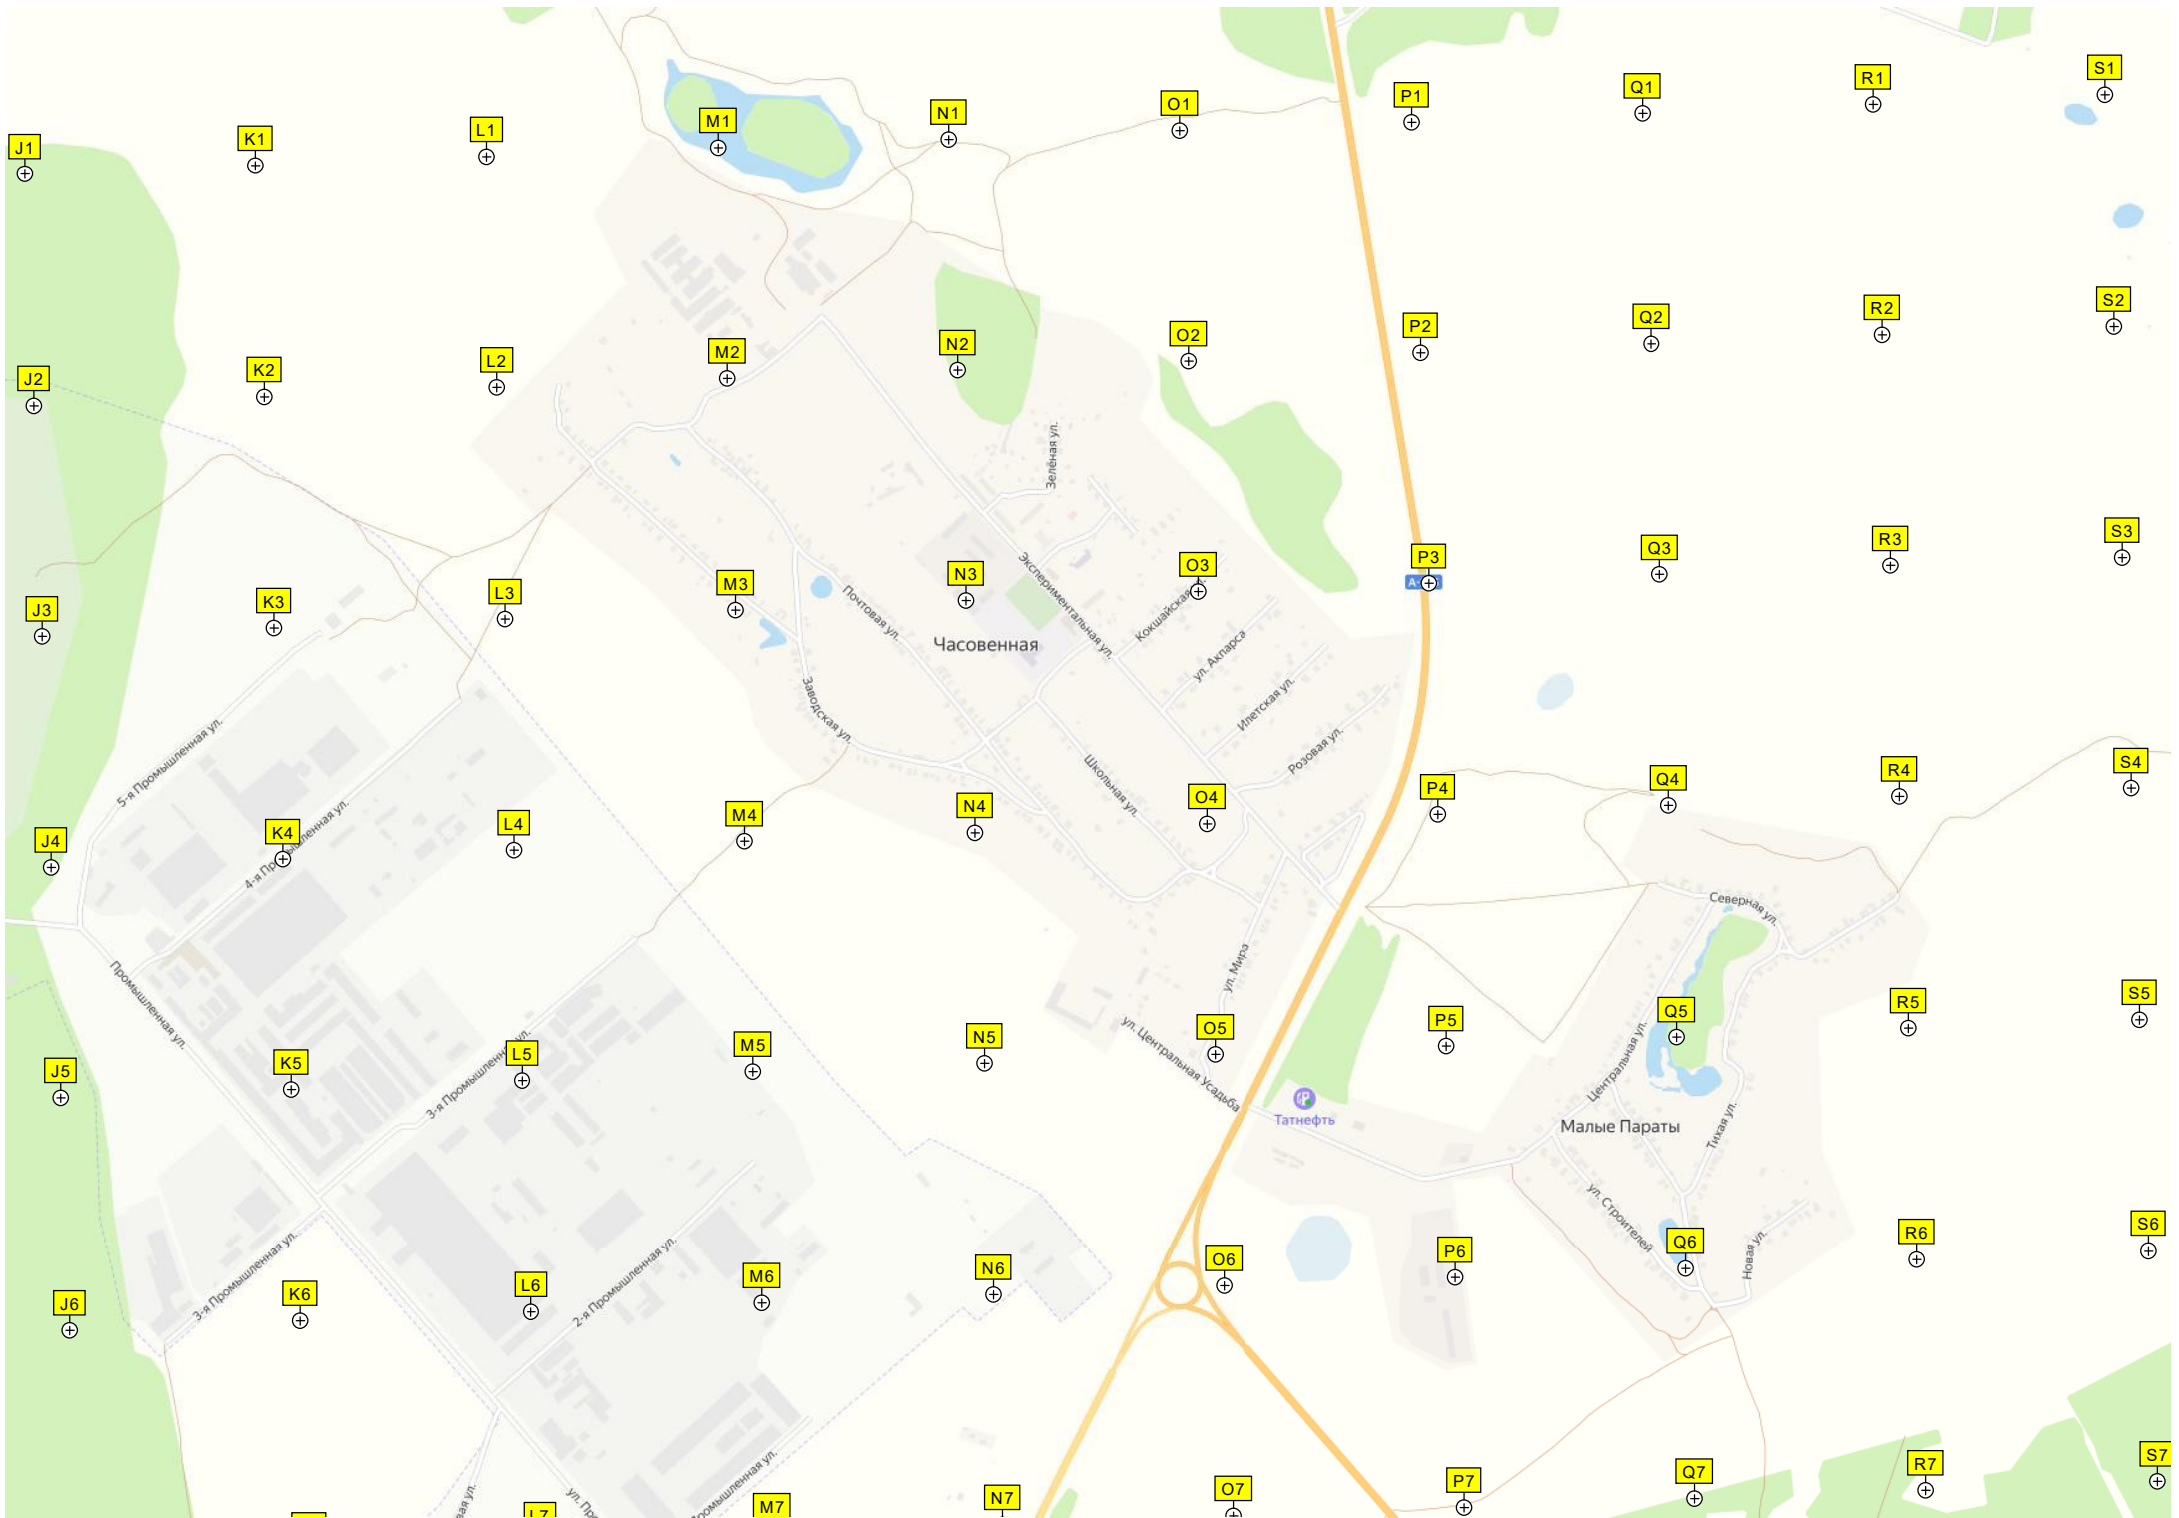 S1
R1
Q1
P1
O1
N1
M1
L1
K1
J1
S2
R2
Q2
P2
O2
N2
M2
L2
K2
J2
Зелёная ул.
S3
R3
Q3
P3
O3
N3
M3
L3
K3
J3
Экспериментальная ул.
Кокшайская
Почтовая ул.
ул. Акпарса
Часовенная
Заводская ул.
Илетская ул.
Розовая ул.
Школьная ул.
5-я Промышленная ул.
S4
R4
Q4
P4
O4
N4
M4
L4
K4
J4
4-я
ул.
Северная ул.
ул. Мира
Промышленная ул.
S5
R5
Q5
P5
O5
N5
M5
L5
K5
J5
ул. Центральная Усадьба
Центральная ул.
3-я Промышленная ул.
Татнефть
Малые Параты
Тихая ул.
ул. Строителей
Новая ул.
S6
R6
Q6
P6
O6
N6
M6
L6
K6
J6
3-я Промышленная ул.
2-я Промышленная ул.
S7
R7
Q7
P7
O7
N7
M7
L7
ул.